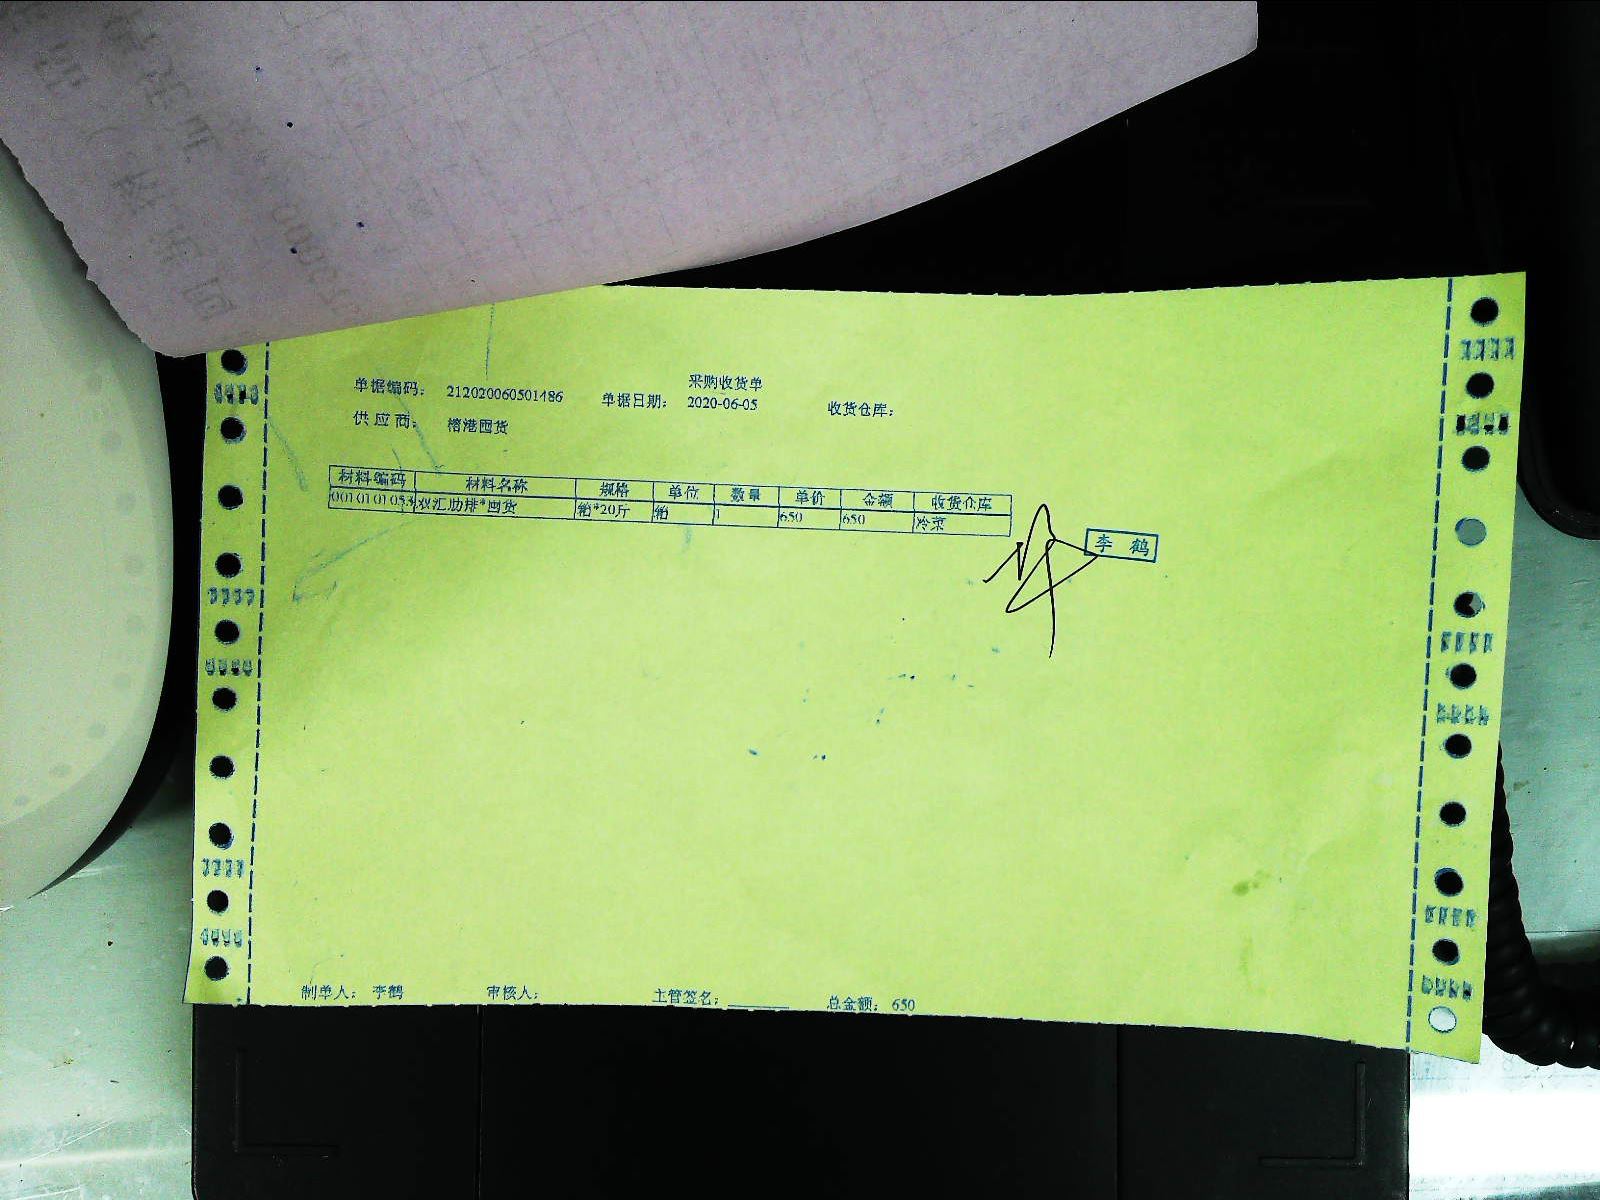 采购收货单
单据编码： 212020060501486 单据日期： 2020-06-05 收货仓库：
供应商： 榕港囤货
材料编码 材料名称 规格 单位 数量 单价 金额 收货仓库
双汇肋排*囤货 箱*20斤 箱 1 650 650 冷菜
李 鹤
制单人： 李鹤 审核人： 主管签名： 总金额： 650